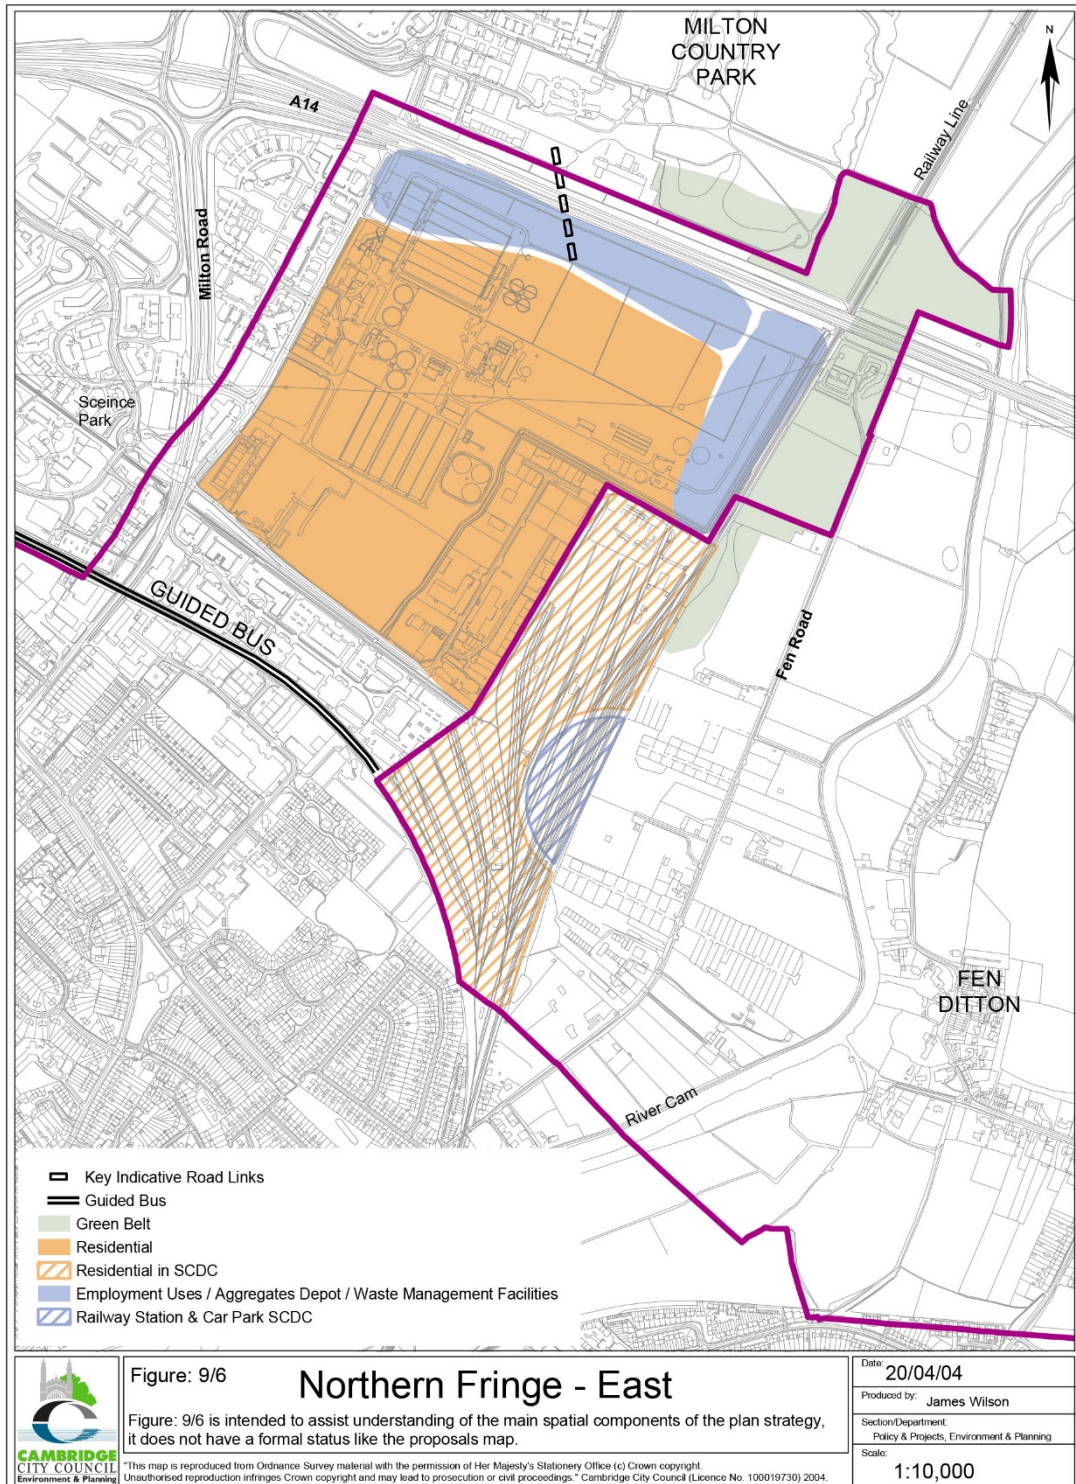 MILTON
COUNTRY
PARK
N
A14
Railway Line
Milton Road
Sceince
Park
GUIDED BUS
Fen Road
FEN
DITTON
River Cam
Key Indicative Road Links
Guided Bus
Green Belt
Residential
Residential in SCDC
Employment Uses / Aggregates Depot / Waste Management Facilities
Railway Station & Car Park SCDC
CAMBRIDGE
CITY COUNCIL
Environment & Planning
Figure: 9/6
Northern Fringe - East
Figure: 9/6 is intended to assist understanding of the main spatial components of the plan strategy,
it does not have a formal status like the proposals map.
"This map is reproduced from Ordnance Survey material with the permission of Her Majesty's Stationery Office (c) Crown copyright.
Unauthorised reproduction infringes Crown copyright and may lead to prosecution or civil proceedings." Cambridge City Council (Licence No. 100019730) 2004.
Date:
20/04/04
Produced by:
James Wilson
Section/Department:
Policy & Projects, Environment & Planning
Scale:
1:10,000